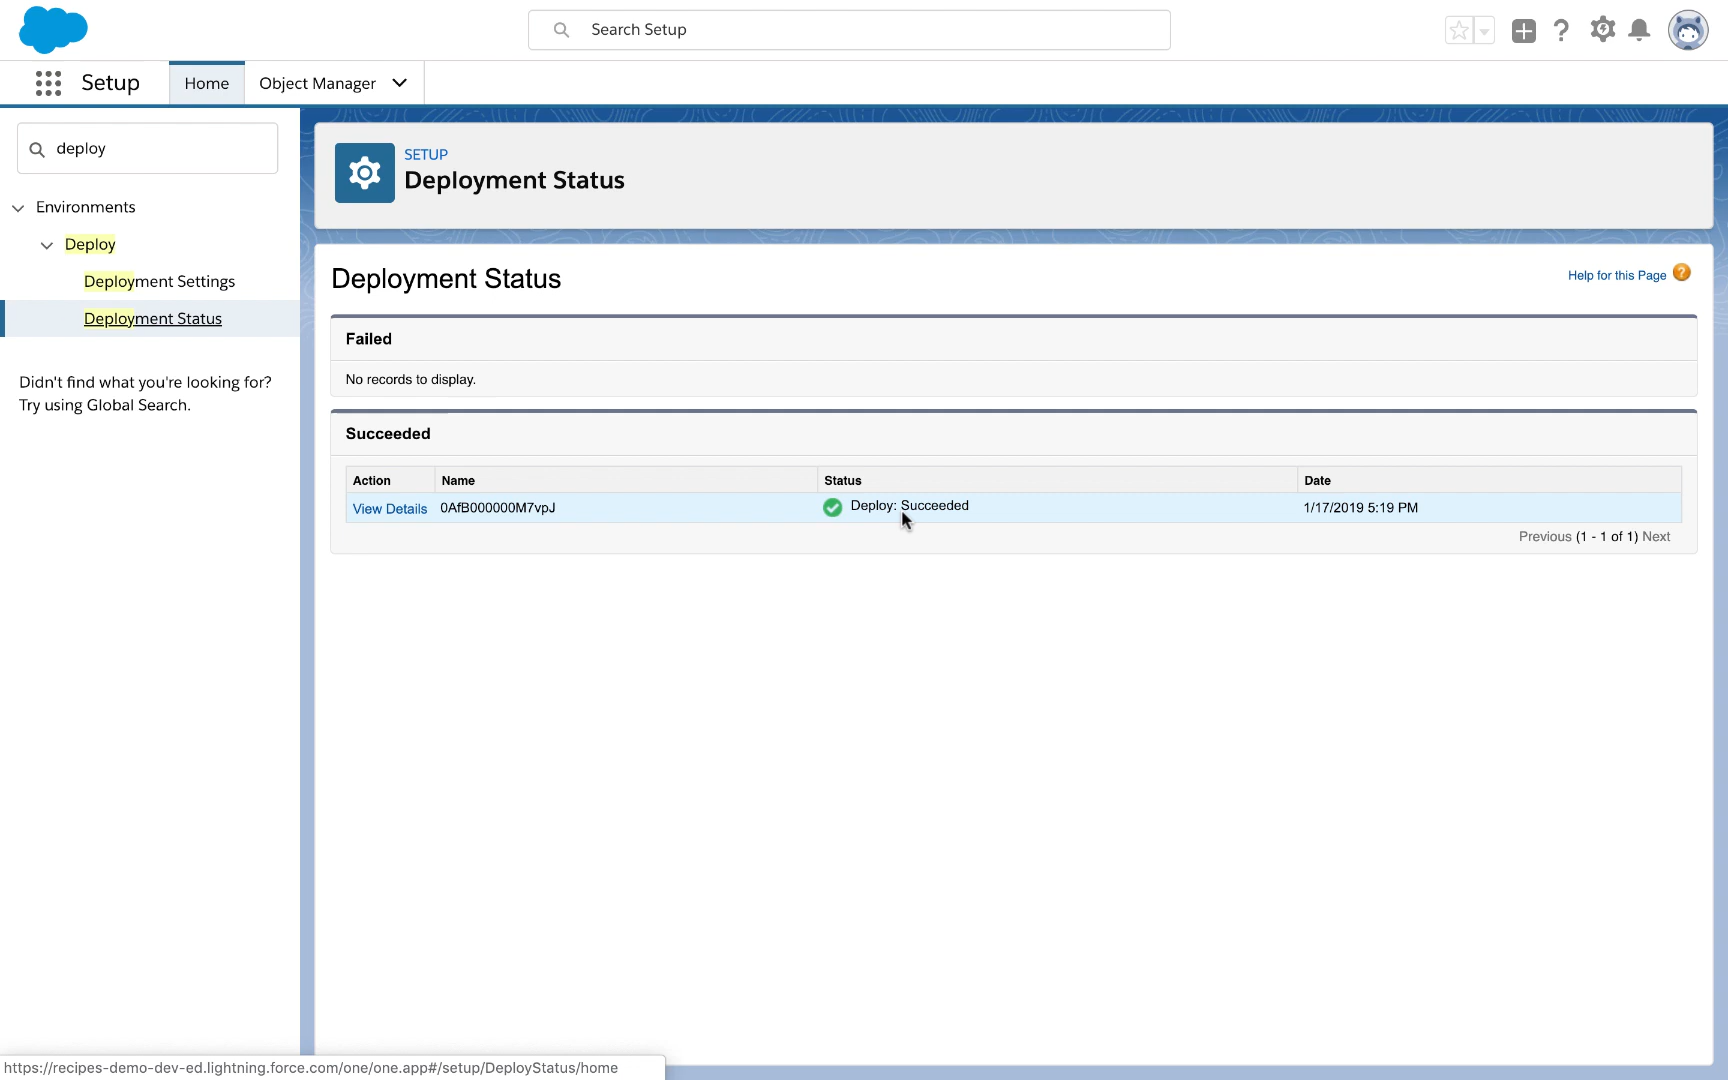 Search Setup
Setup
Home
Object Manager
deploy
Environments
Deploy
Deployment Settings
Deployment Status
Didn't find what you're looking for?
Try using Global Search.
SETUP
Deployment Status
Deployment Status
Help for this Page
Failed
No records to display.
Succeeded
Action Name Status Date
View Details 0AfB000000M7vpJ Deploy: Succeeded 1/17/2019 5:19 PM
Previous (1 - 1 of 1) Next
https://recipes-demo-dev-ed.lightning.force.com/one/one.app#/setup/DeployStatus/home